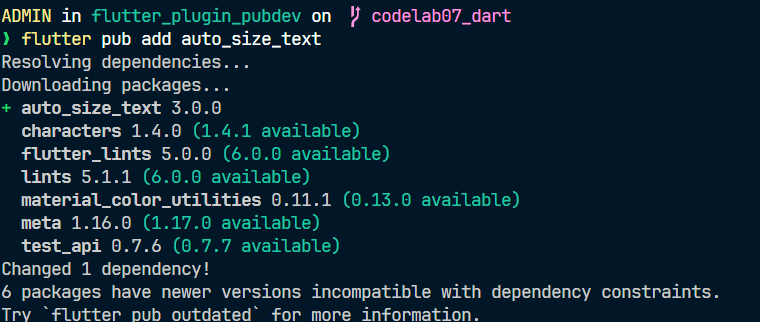 ADMIN in flutter_plugin_pubdev on codelab07_dart
❯ flutter pub add auto_size_text
Resolving dependencies...
Downloading packages...
+ auto_size_text 3.0.0
characters 1.4.0 (1.4.1 available)
flutter_lints 5.0.0 (6.0.0 available)
lints 5.1.1 (6.0.0 available)
material_color_utilities 0.11.1 (0.13.0 available)
meta 1.16.0 (1.17.0 available)
test_api 0.7.6 (0.7.7 available)
Changed 1 dependency!
6 packages have newer versions incompatible with dependency constraints.
Try `flutter pub outdated` for more information.